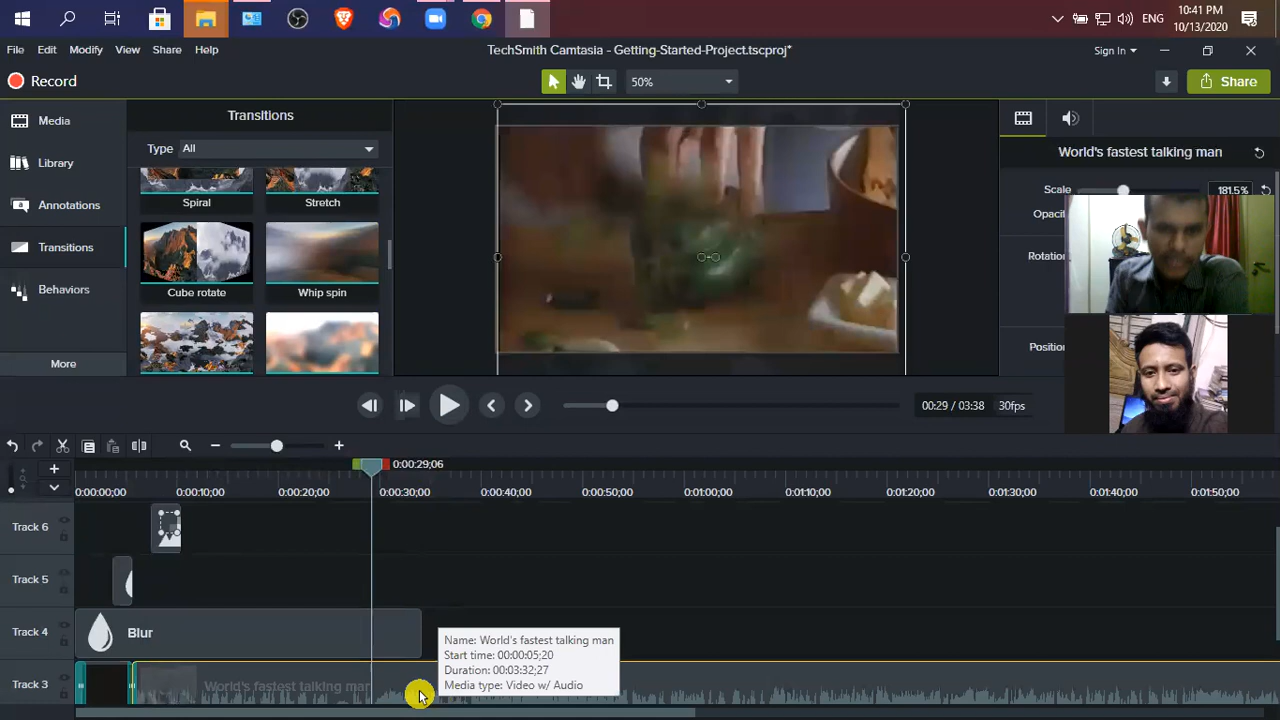 10:41 PM
ENG
10/13/2020
File Edit Modify View Share Help
TechSmith Camtasia - Getting-Started-Project.tscproj*
Sign In
Record
50%
Share
Media
Library
Annotations
Transitions
Behaviors
More
Transitions
Type All
Spiral
Stretch
Cube rotate
Whip spin
World's fastest talking man
Scale
181.5%
Opaci
Rotation
Position
00:29 / 03:38 30fps
0:00:29;06
0:00:00;00 0:00:10;00 0:00:20;00 0:00:30;00 0:00:40;00 0:00:50;00 0:01:00;00 0:01:10;00 0:01:20;00 0:01:30;00 0:01:40;00 0:01:50;00
Track 6
Track 5
Track 4
Blur
Name: World's fastest talking man
Start time: 00:00:05;20
Duration: 00:03:32;27
Media type: Video w/ Audio
Track 3
World's fastest talking man